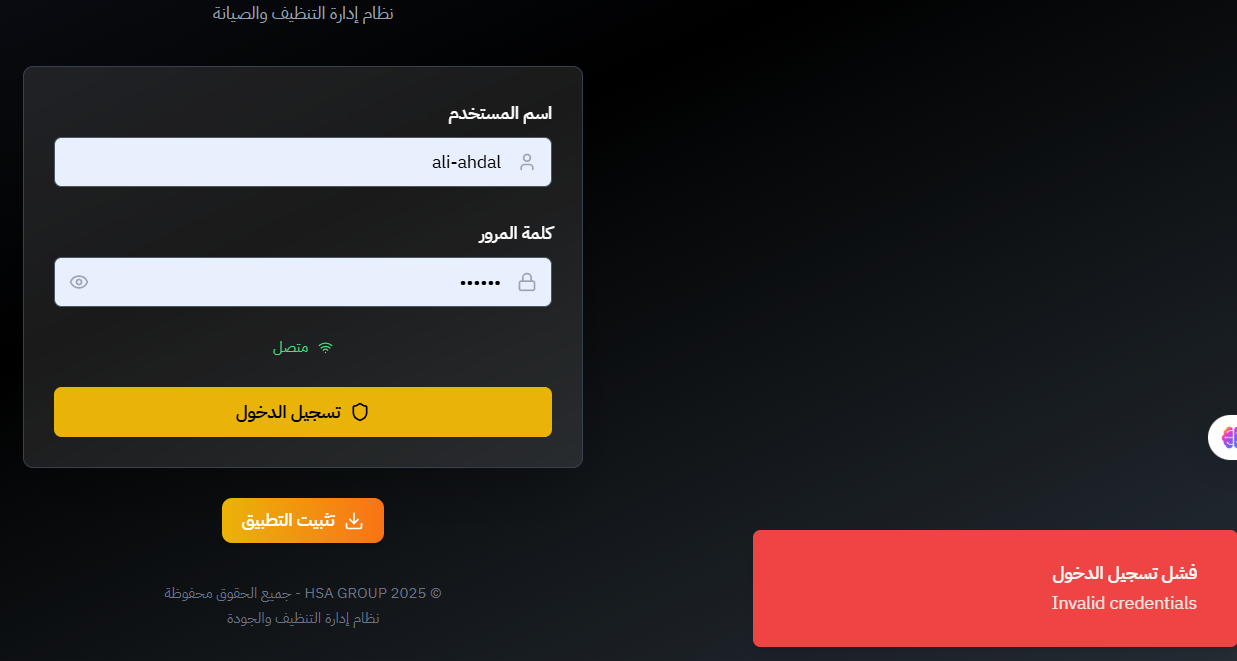 نظام إدارة التنظيف والصيانة
اسم المستخدم
ali-ahdal
كلمة المرور
••••••
متصل
تسجيل الدخول
تثبيت التطبيق
© 2025 HSA GROUP - جميع الحقوق محفوظة
نظام إدارة التنظيف والجودة
فشل تسجيل الدخول
Invalid credentials